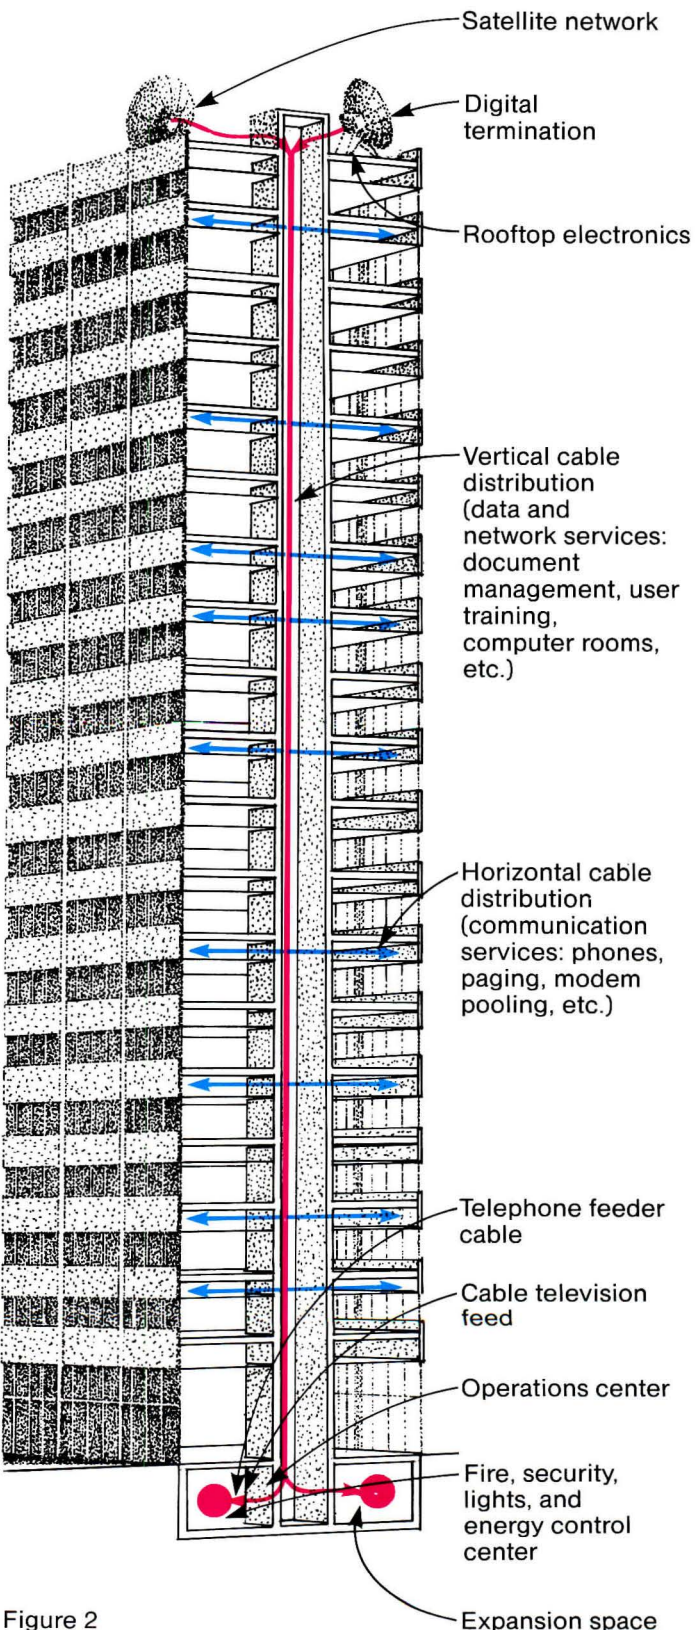 Satellite network
Digital
termination
Rooftop electronics
Vertical cable
distribution
(data and
network services:
document
management, user
training,
computer rooms,
etc.)
Horizontal cable
distribution
(communication
services: phones,
paging, modem
pooling, etc.)
Telephone feeder
cable
Cable television
feed
Operations center
Fire, security,
lights, and
energy control
center
Expansion space
Figure 2